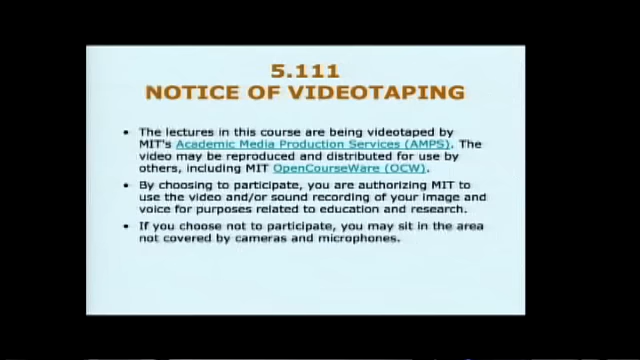 5.111
NOTICE OF VIDEOTAPING
• The lectures in this course are being videotaped by
MIT's Academic Media Production Services (AMPS). The
video may be reproduced and distributed for use by
others, including MIT OpenCourseWare (OCW).
• By choosing to participate, you are authorizing MIT to
use the video and/or sound recording of your image and
voice for purposes related to education and research.
• If you choose not to participate, you may sit in the area
not covered by cameras and microphones.